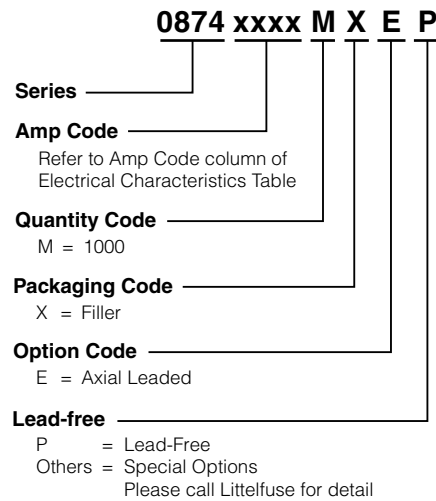 0874 xxxx M X E P
Series
Amp Code
Refer to Amp Code column of
Electrical Characteristics Table
Quantity Code
M = 1000
Packaging Code
X = Filler
Option Code
E = Axial Leaded
Lead-free
P = Lead-Free
Others = Special Options
Please call Littelfuse for detail